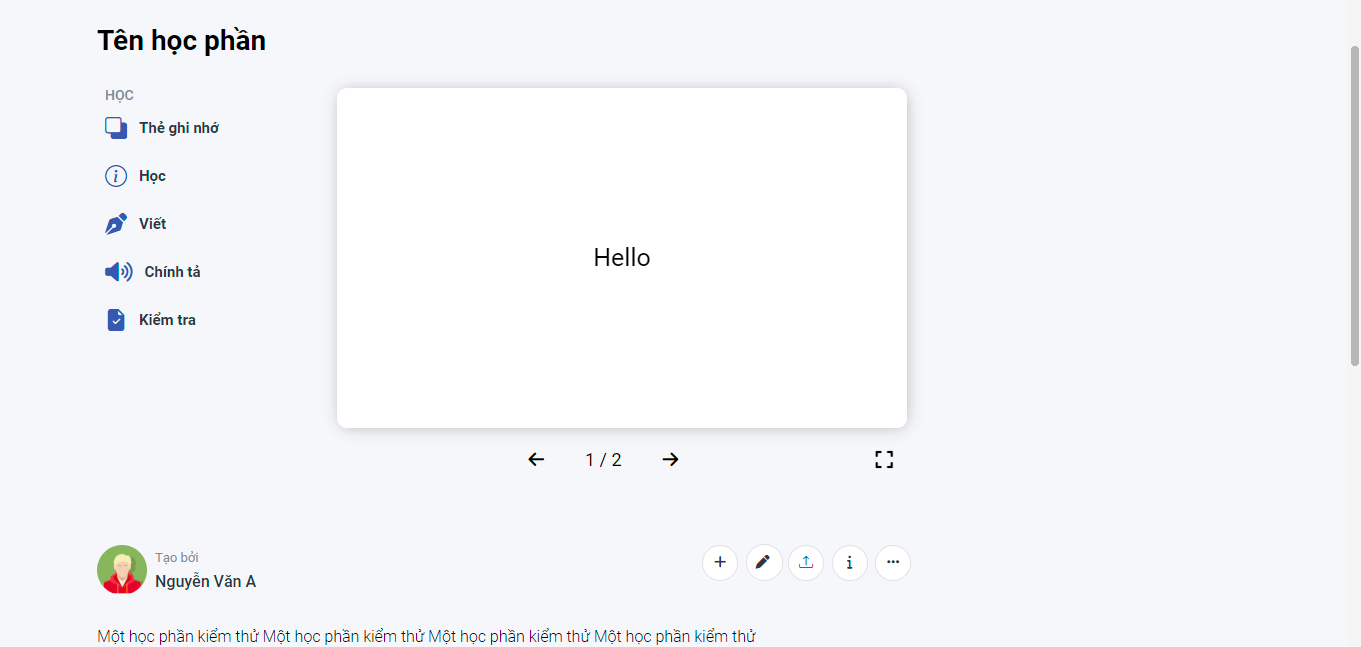 Tên học phần
HỌC
Thẻ ghi nhớ
Học
Viết
Chính tả
Kiểm tra
Hello
1 / 2
Tạo bởi
Nguyễn Văn A
Một học phần kiểm thử Một học phần kiểm thử Một học phần kiểm thử Một học phần kiểm thử